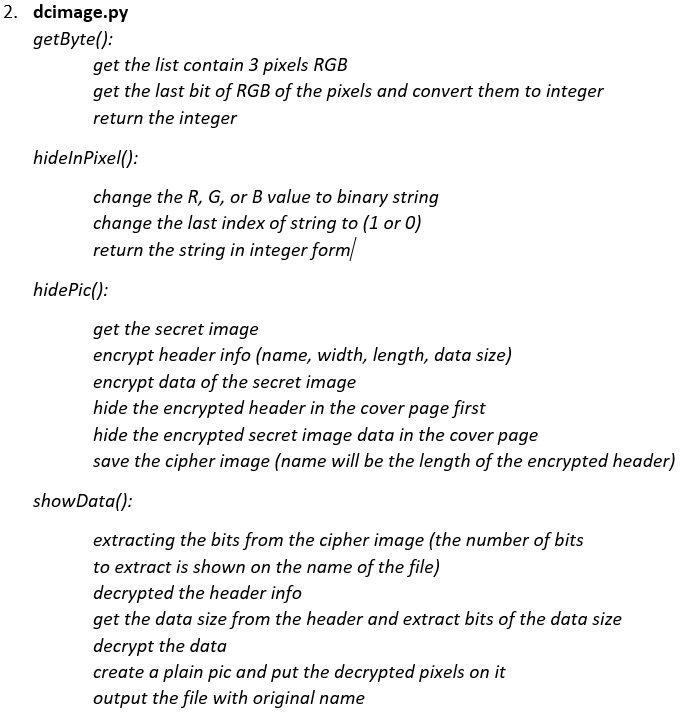 2. dcimage.py
getByte():
get the list contain 3 pixels RGB
get the last bit of RGB of the pixels and convert them to integer
return the integer
hideInPixel():
change the R, G, or B value to binary string
change the last index of string to (1 or 0)
return the string in integer form
hidePic():
get the secret image
encrypt header info (name, width, length, data size)
encrypt data of the secret image
hide the encrypted header in the cover page first
hide the encrypted secret image data in the cover page
save the cipher image (name will be the length of the encrypted header)
showData():
extracting the bits from the cipher image (the number of bits
to extract is shown on the name of the file)
decrypted the header info
get the data size from the header and extract bits of the data size
decrypt the data
create a plain pic and put the decrypted pixels on it
output the file with original name